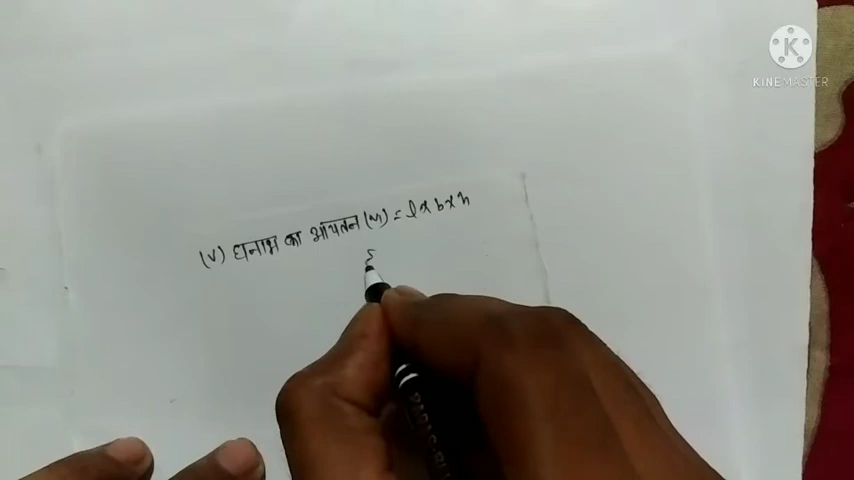 (V) घनाभ का आयतन (V) = l x b x h
K
KINEMASTER